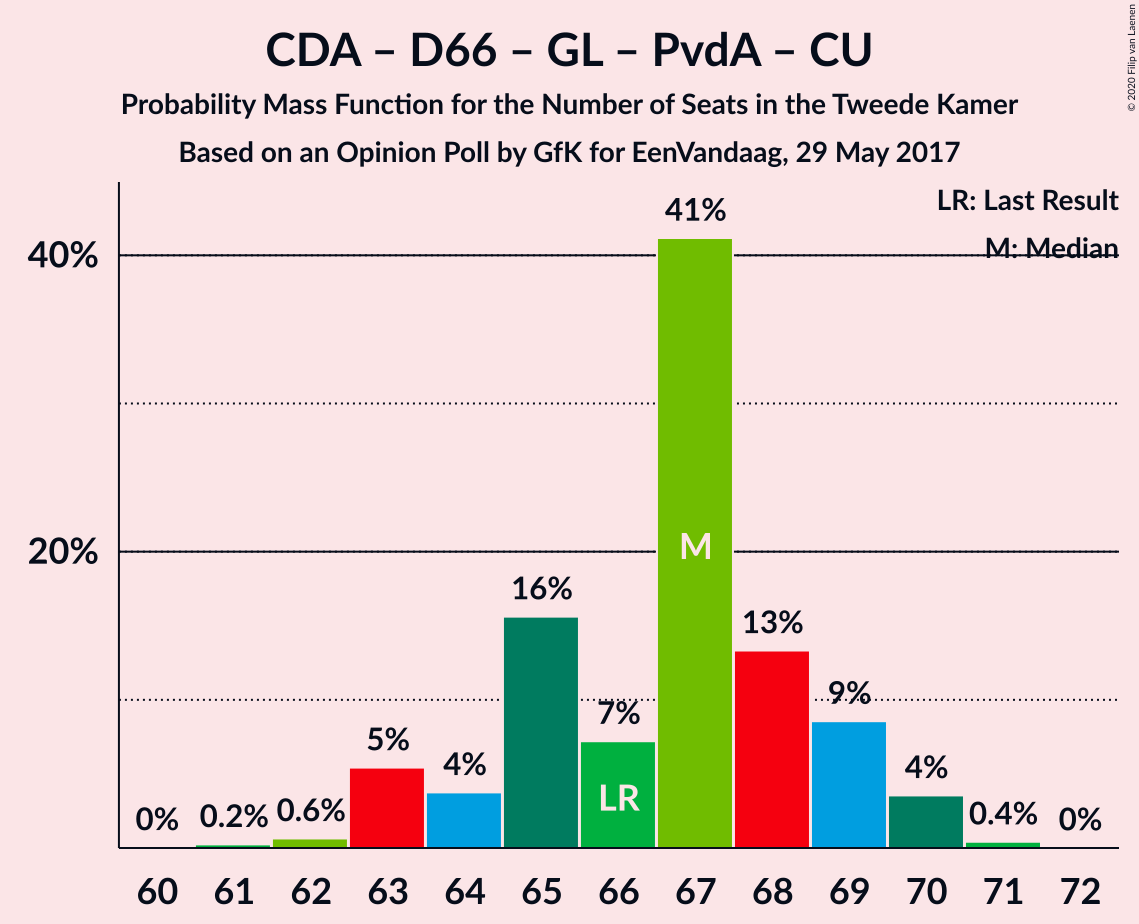 CDA – D66 – GL – PvdA – CU
Probability Mass Function for the Number of Seats in the Tweede Kamer
Based on an Opinion Poll by GfK for EenVandaag, 29 May 2017
© 2020 Filip van Laenen
LR: Last Result
M: Median
40%
20%
0%
0.2%
0.6%
5%
4%
16%
7%
41%
13%
9%
4%
0.4%
0%
LR
M
60 61 62 63 64 65 66 67 68 69 70 71 72